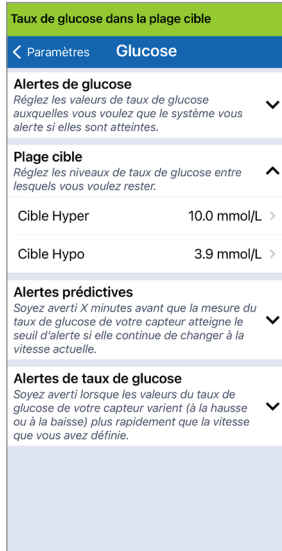 Taux de glucose dans la plage cible
Paramètres Glucose
Alertes de glucose
Réglez les valeurs de taux de glucose
auxquelles vous voulez que le système vous
alerte si elles sont atteintes.
Plage cible
Réglez les niveaux de taux de glucose entre
lesquels vous voulez rester.
Cible Hyper 10.0 mmol/L
Cible Hypo 3.9 mmol/L
Alertes prédictives
Soyez averti X minutes avant que la mesure du
taux de glucose de votre capteur atteigne le
seuil d'alerte si elle continue de changer à la
vitesse actuelle.
Alertes de taux de glucose
Soyez averti lorsque les valeurs du taux de
glucose de votre capteur varient (à la hausse
ou à la baisse) plus rapidement que la vitesse
que vous avez définie.